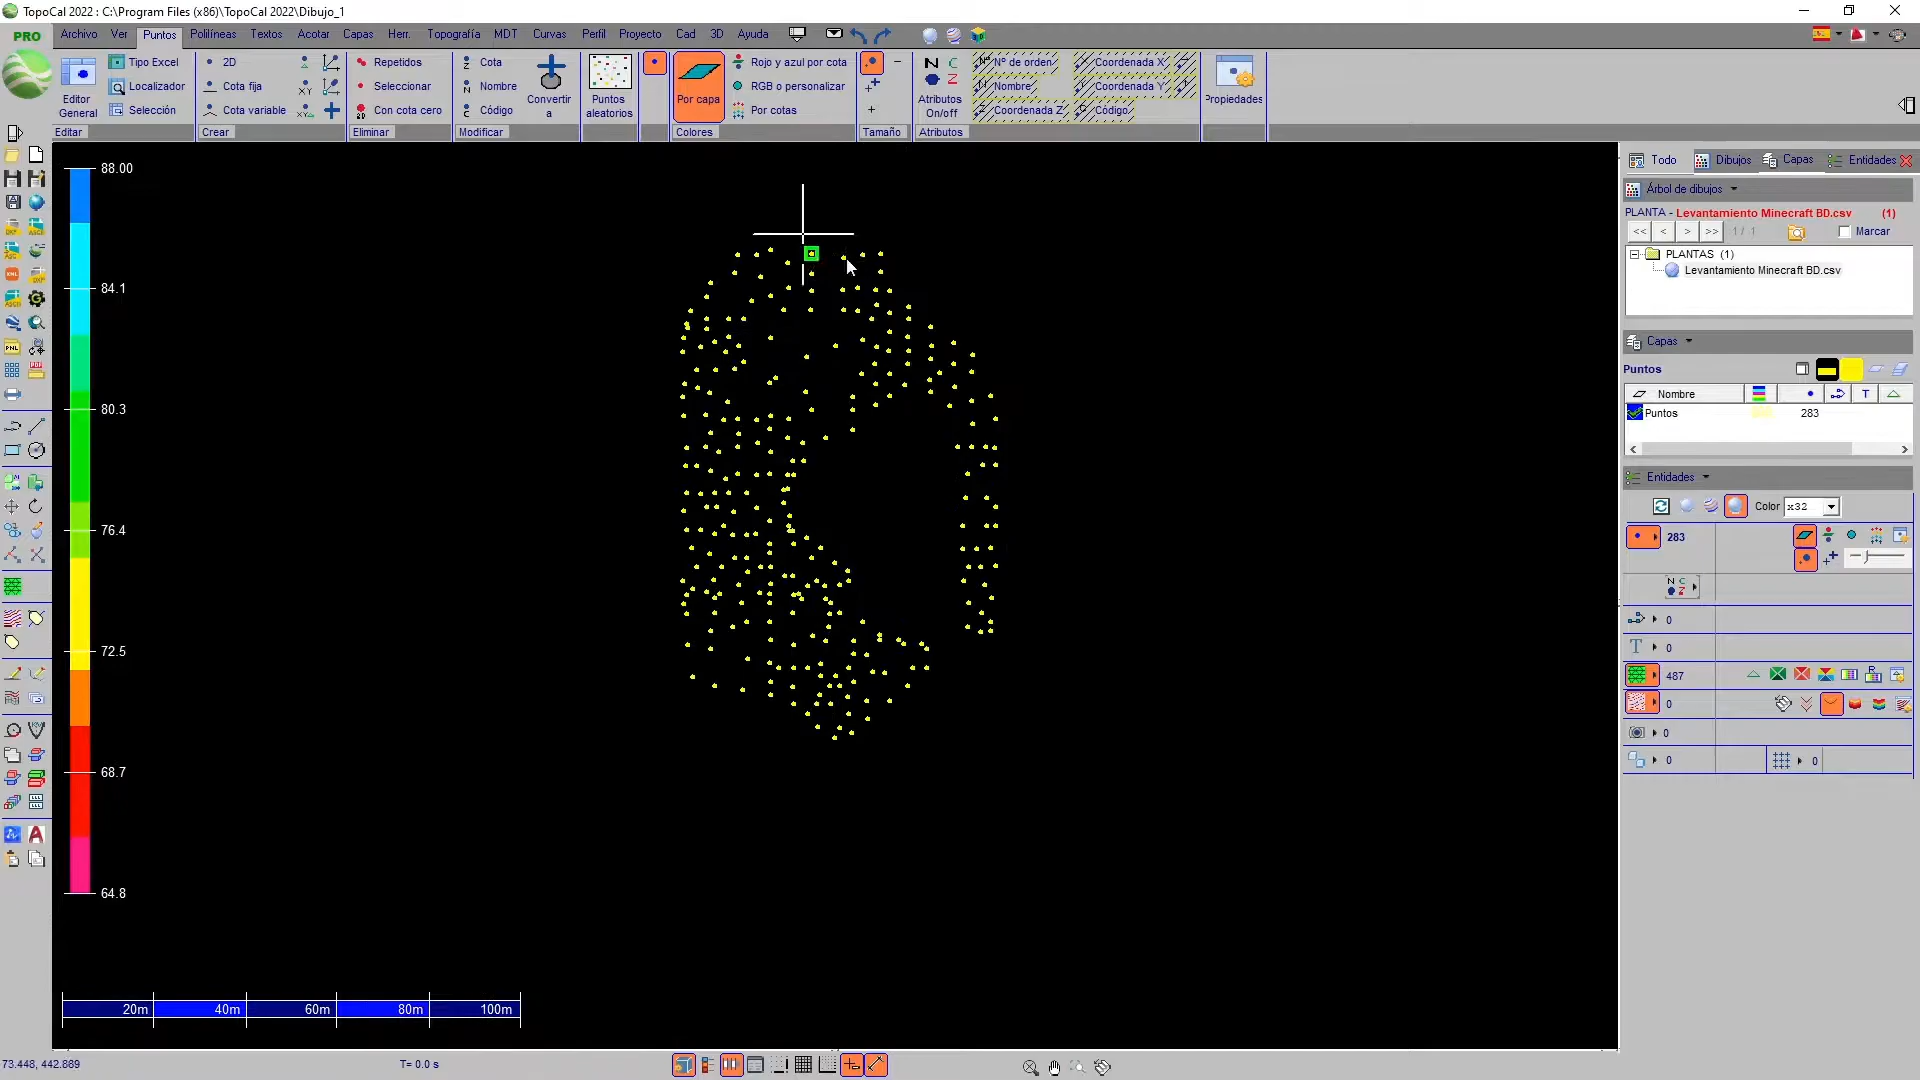 TopoCal 2022 : C:\Program Files (x86)\TopoCal 2022\Dibujo_1
PRO
Archivo Ver Puntos Polilíneas Textos Acotar Capas Herr. Topografía MDT Curvas Perfil Proyecto Cad 3D Ayuda
Tipo Excel 2D Repetidos Cota Rojo y azul por cota Nº de orden Coordenada X
Localizador Cota fija Seleccionar Nombre RGB o personalizar Nombre Coordenada Y
Editor General Selección Cota variable Con cota cero Código Convertir a Puntos aleatorios Por capa Por cotas Atributos On/off Coordenada Z Código Propiedades
Editar Crear Eliminar Modificar Colores Tamaño Atributos
88.00
84.1
80.3
76.4
72.5
68.7
64.8
20m 40m 60m 80m 100m
73.448, 442.889 T= 0.0 s
Todo Dibujos Capas Entidades
Árbol de dibujos
PLANTA - Levantamiento Minecraft BD.csv (1)
<< < > >> 1 / 1 Marcar
PLANTAS (1)
Levantamiento Minecraft BD.csv
Capas
Puntos
Nombre T
Puntos 283
Entidades
Color x32
283
N C
Z
0
T 0
487
0
0
0 0